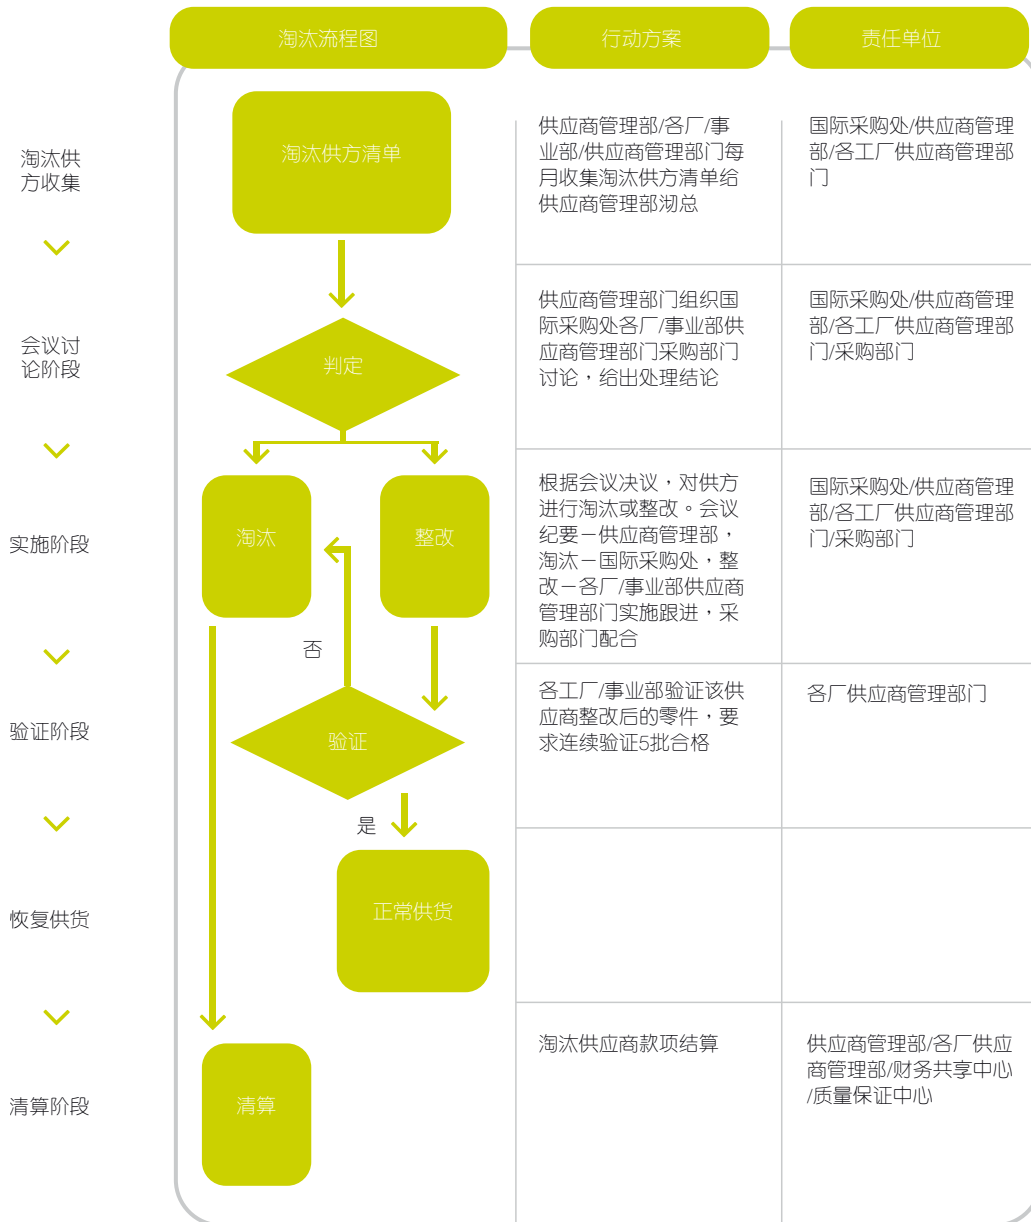 淘汰流程图
行动方案
责任单位
淘汰供
方收集
淘汰供方清单
供应商管理部/各厂/事
业部/供应商管理部门每
月收集淘汰供方清单给
供应商管理部沏总
国际采购处/供应商管理
部/各工厂供应商管理部
门
会议讨
论阶段
判定
供应商管理部门组织国
际采购处各厂/事业部供
应商管理部门采购部门
讨论，给出处理结论
国际采购处/供应商管理
部/各工厂供应商管理部
门/采购部门
实施阶段
淘汰
整改
否
根据会议决议，对供方
进行淘汰或整改。会议
纪要－供应商管理部，
淘汰－国际采购处，整
改－各厂/事业部供应商
管理部门实施跟进，采
购部门配合
国际采购处/供应商管理
部/各工厂供应商管理部
门/采购部门
验证阶段
验证
是
各工厂/事业部验证该供
应商整改后的零件，要
求连续验证5批合格
各厂供应商管理部门
恢复供货
正常供货
清算阶段
清算
淘汰供应商款项结算
供应商管理部/各厂供应
商管理部/财务共享中心
/质量保证中心